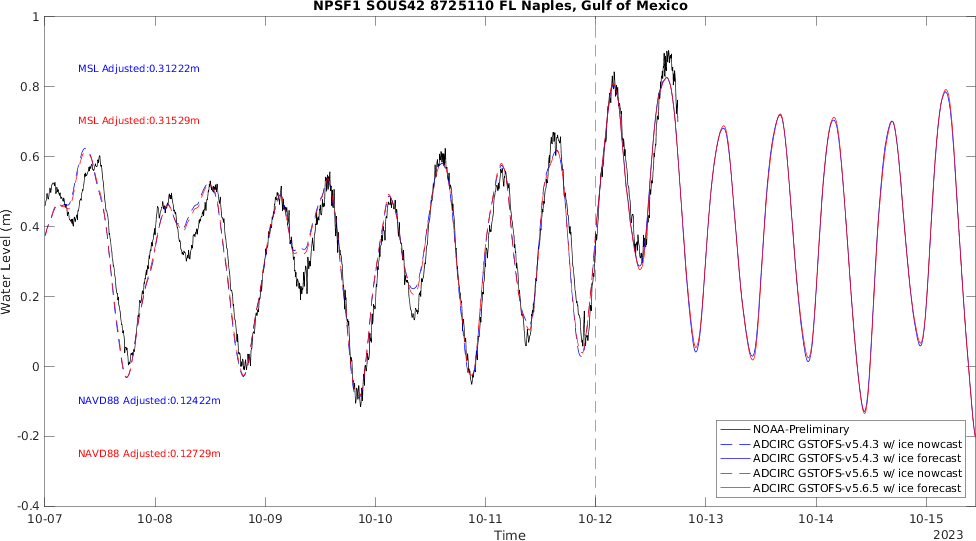 NPSF1 SOUS42 8725110 FL Naples, Gulf of Mexico
1
0.8
0.6
0.4
0.2
0
-0.2
-0.4
Water Level (m)
MSL Adjusted:0.31222m
MSL Adjusted:0.31529m
NAVD88 Adjusted:0.12422m
NAVD88 Adjusted:0.12729m
NOAA-Preliminary
ADCIRC GSTOFS-v5.4.3 w/ ice nowcast
ADCIRC GSTOFS-v5.4.3 w/ ice forecast
ADCIRC GSTOFS-v5.6.5 w/ ice nowcast
ADCIRC GSTOFS-v5.6.5 w/ ice forecast
10-07 10-08 10-09 10-10 10-11 10-12 10-13 10-14 10-15
Time
2023